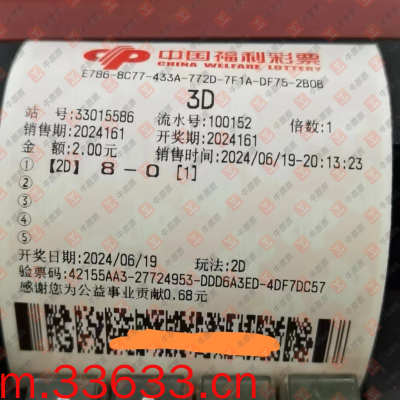 中国福利彩票
CHINA WELFARE LOTTERY
E786-8C77-433A-772D-7F1A-DF75-2B0B
3D
站 号:33015586 流水号:100152 倍数:1
销售期:2024161 开奖期:2024161
金 额:2.00元 销售时间:2024/06/19-20:13:23
① 【2D】 8-0 [1]
②
③
④
⑤
开奖日期:2024/06/19 玩法:2D
验票码:42155AA3-27724953-DDD6A3ED-4DF7DC57
感谢您为公益事业贡献0.68元
m.33633.cn